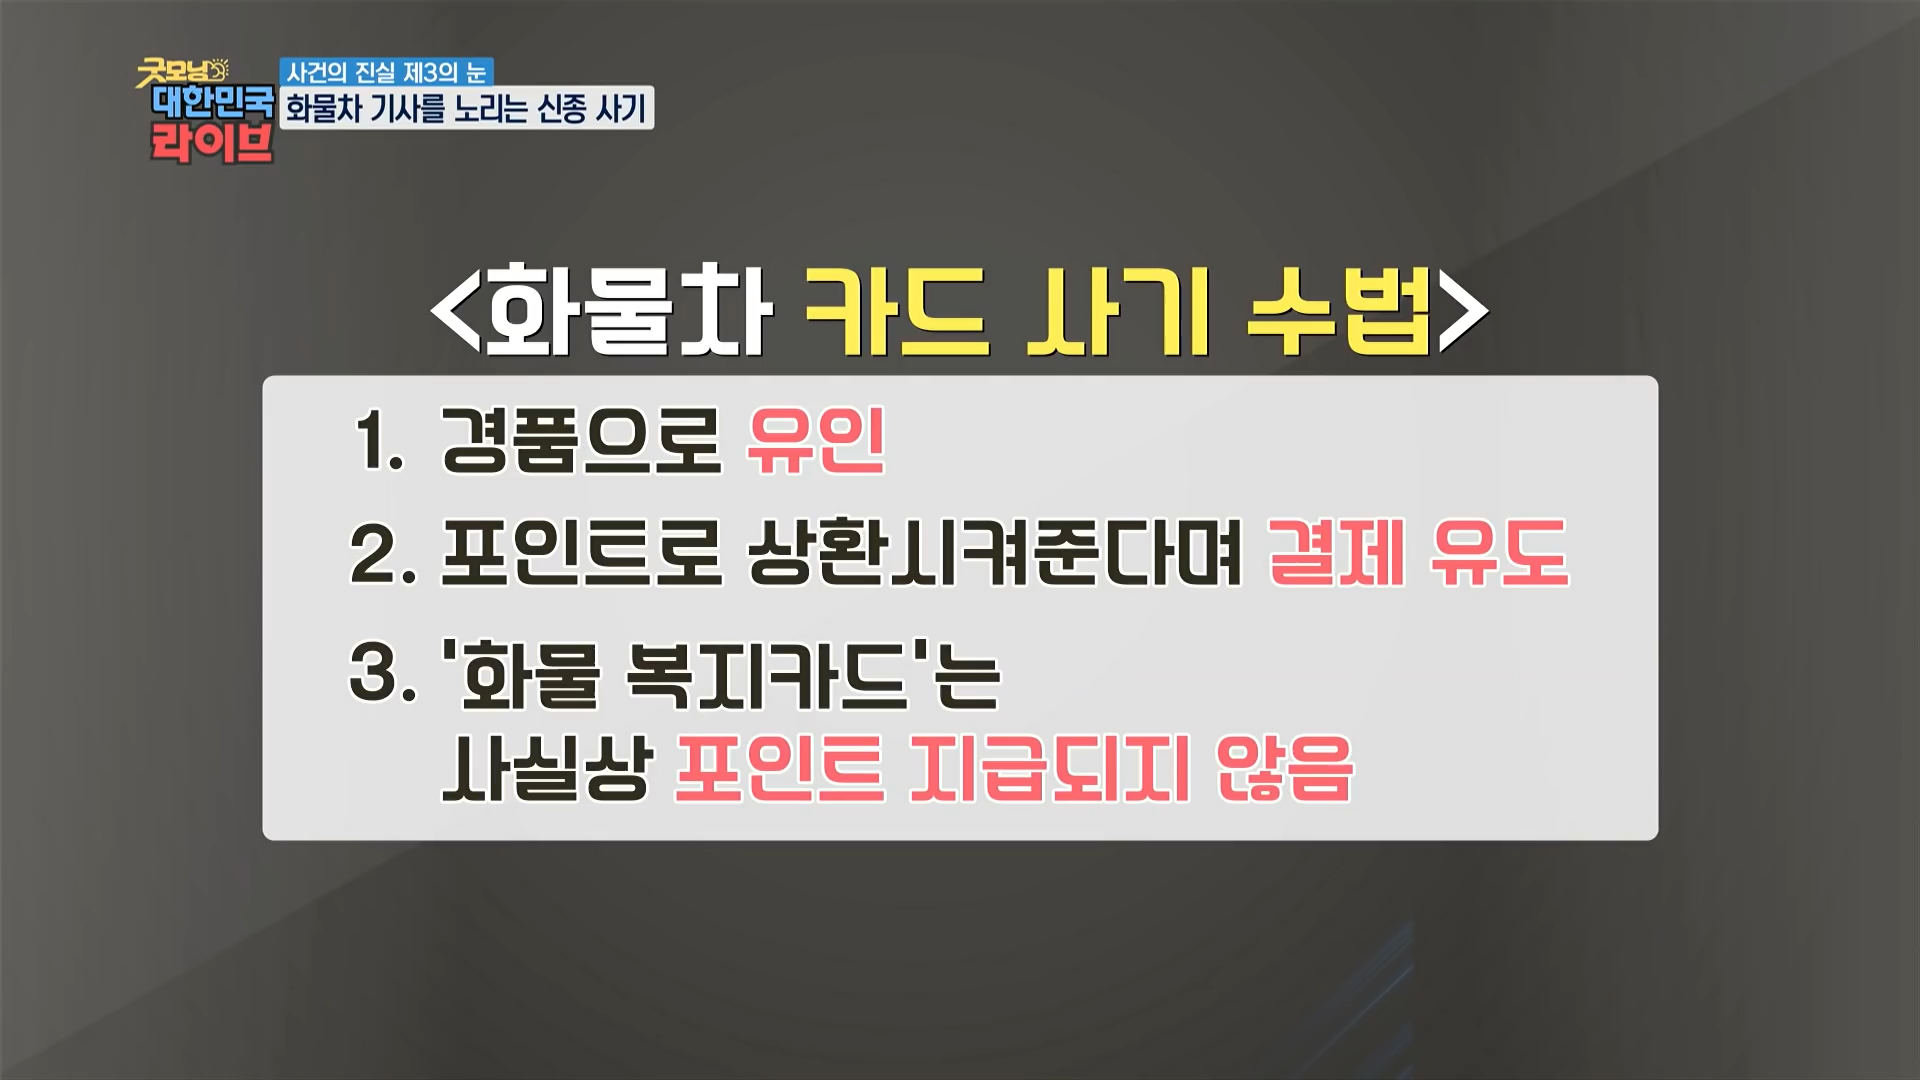 굿모닝
대한민국
라이브
사건의 진실 제3의 눈
화물차 기사를 노리는 신종 사기
<화물차 카드 사기 수법>
1. 경품으로 유인
2. 포인트로 상환시켜준다며 결제 유도
3. '화물 복지카드'는
사실상 포인트 지급되지 않음